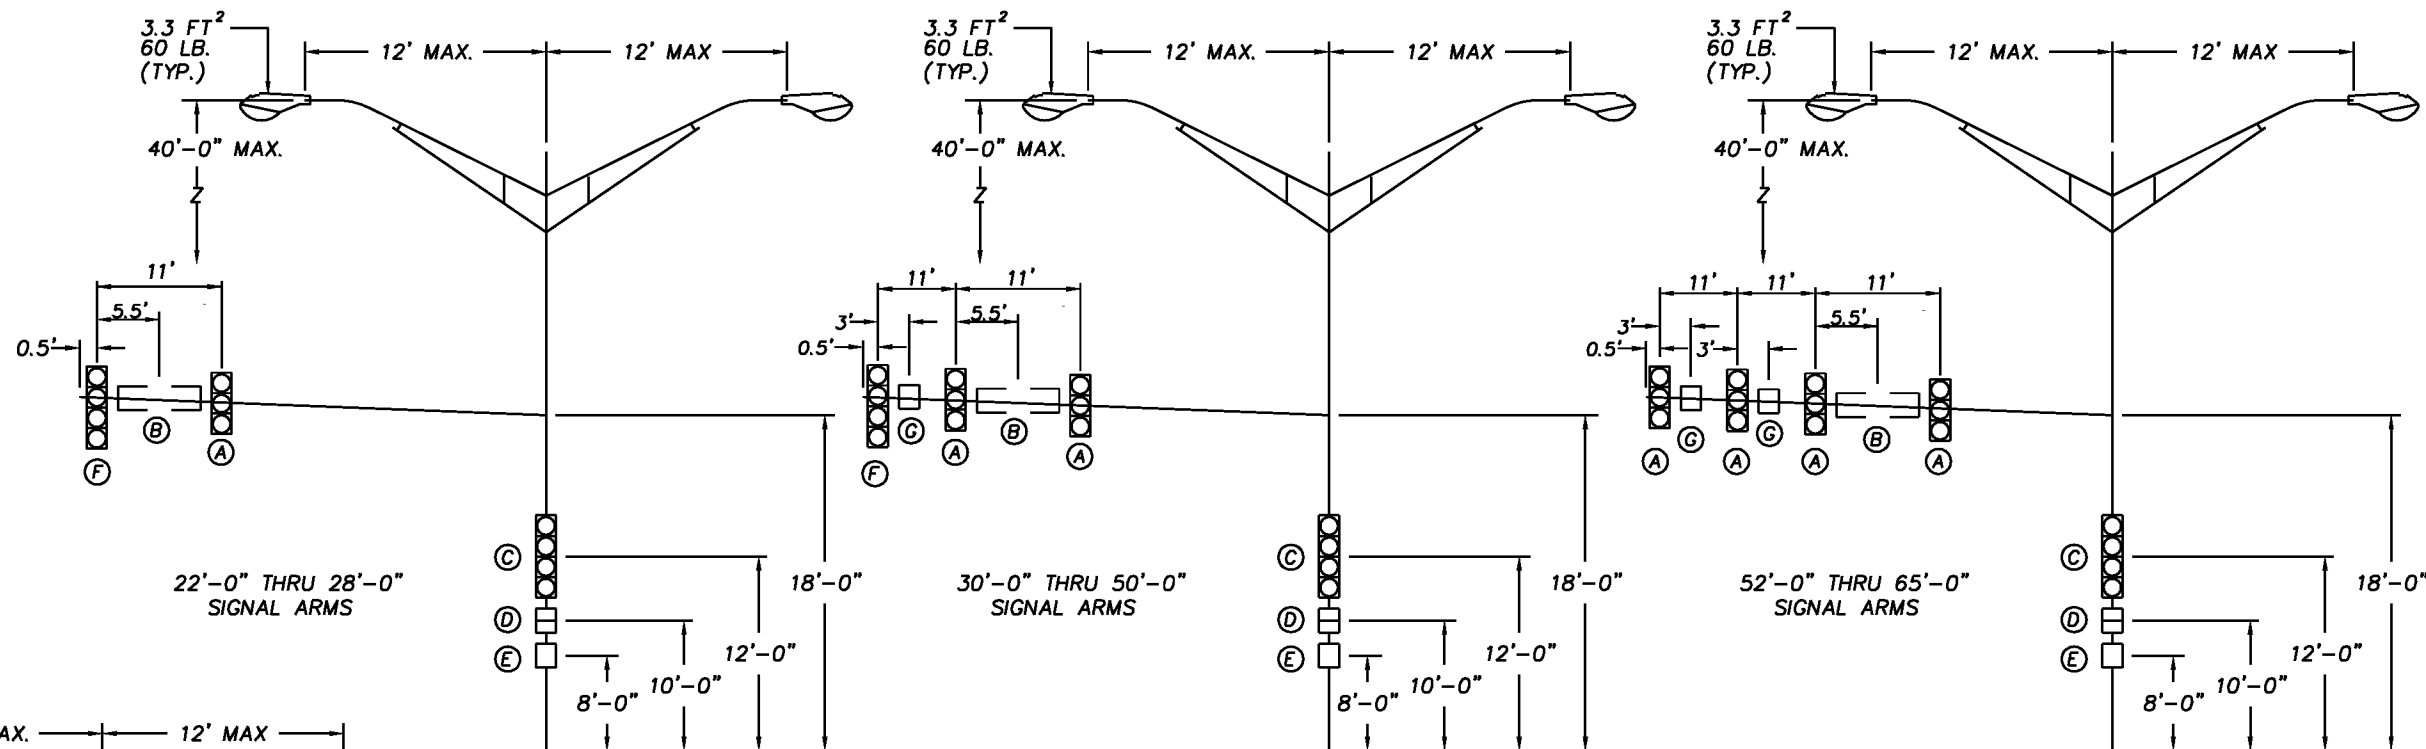 3.3 FT²
60 LB.
(TYP.)
12' MAX.
12' MAX
40'-0" MAX.
Z
11'
5.5'
0.5'
F
B
A
C
D
E
22'-0" THRU 28'-0"
SIGNAL ARMS
18'-0"
12'-0"
10'-0"
8'-0"
3.3 FT²
60 LB.
(TYP.)
12' MAX.
12' MAX
40'-0" MAX.
Z
11'
11'
3'
5.5'
0.5'
F
G
A
B
A
C
D
E
30'-0" THRU 50'-0"
SIGNAL ARMS
18'-0"
12'-0"
10'-0"
8'-0"
3.3 FT²
60 LB.
(TYP.)
12' MAX.
12' MAX
40'-0" MAX.
Z
11'
11'
11'
3'
5.5'
0.5'
3'
A
G
A
G
A
B
A
C
D
E
52'-0" THRU 65'-0"
SIGNAL ARMS
18'-0"
12'-0"
10'-0"
8'-0"
AX.
12' MAX